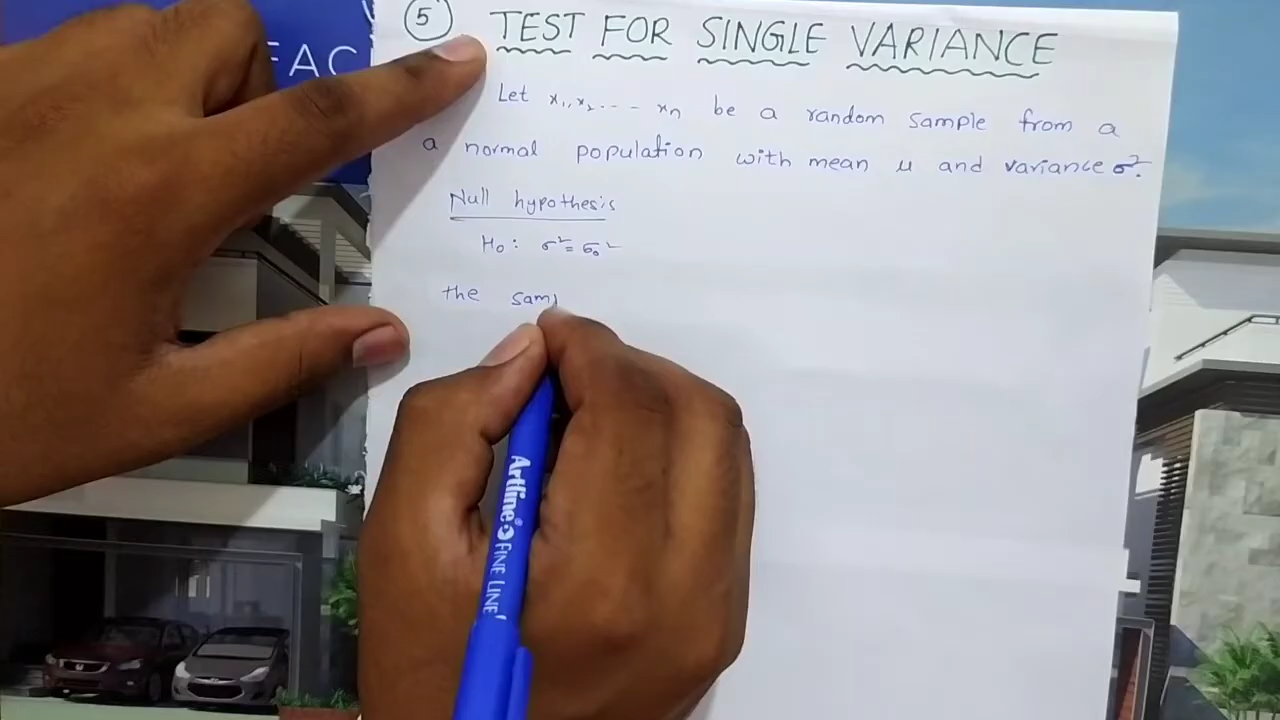 5 TEST FOR SINGLE VARIANCE
Let x₁, x₂ ... - xn be a random sample from a
a normal population with mean μ and variance σ².
Null hypothesis
H₀: σ² = σ₀²
the sam
FAC
Artline FINE LINE